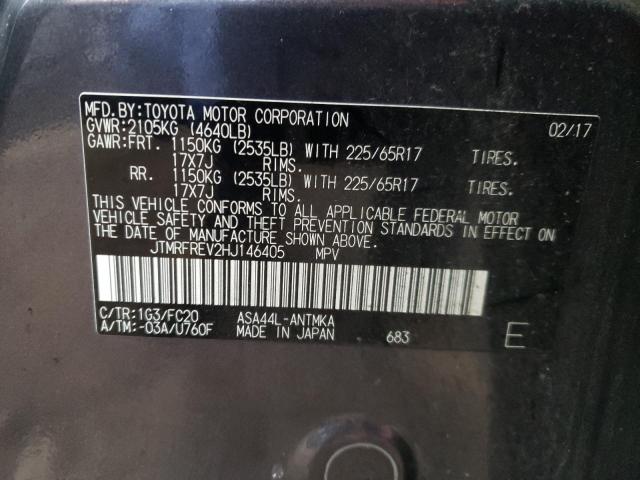 MFD.BY:TOYOTA MOTOR CORPORATION 02/17
GVWR:2105KG (4640LB)
GAWR:FRT. 1150KG (2535LB) WITH 225/65R17 TIRES.
17X7J RIMS.
RR. 1150KG (2535LB) WITH 225/65R17 TIRES.
17X7J RIMS.
THIS VEHICLE CONFORMS TO ALL APPLICABLE FEDERAL MOTOR
VEHICLE SAFETY AND THEFT PREVENTION STANDARDS IN EFFECT ON
THE DATE OF MANUFACTURE SHOWN ABOVE.
JTMRFREV2HJ146405 MPV
C/TR:1G3/FC20 ASA44L-ANTMKA
A/TM:-03A/U760F MADE IN JAPAN 683 E